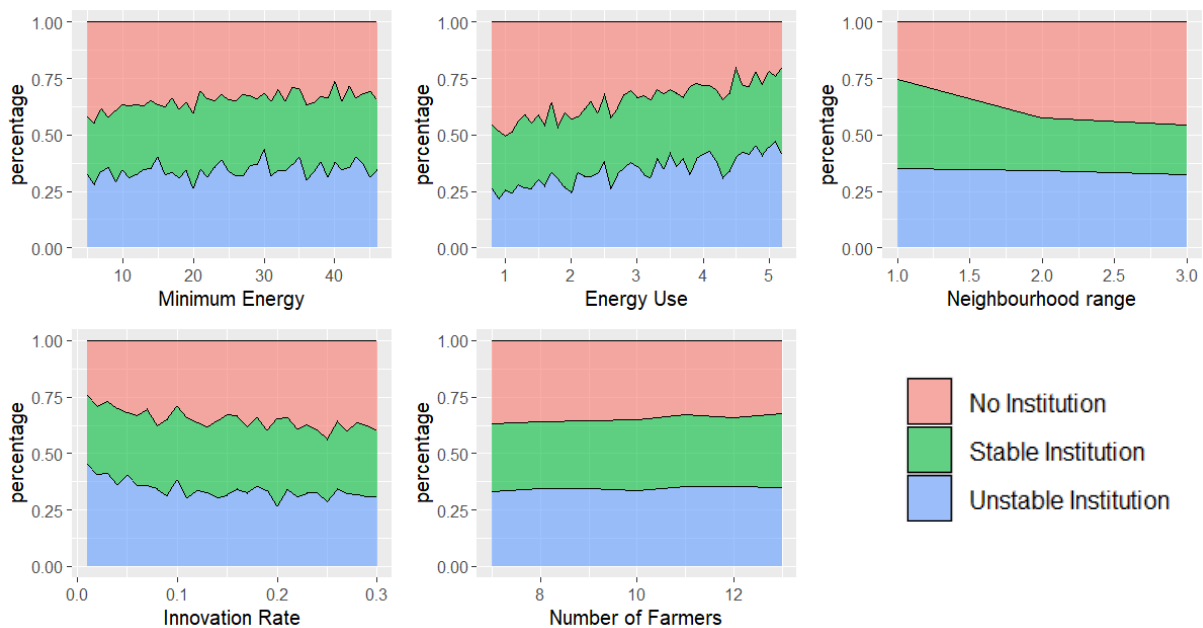 percentage
1.00
0.75
0.50
0.25
0.00
10 20 30 40
Minimum Energy
percentage
1.00
0.75
0.50
0.25
0.00
1 2 3 4 5
Energy Use
percentage
1.00
0.75
0.50
0.25
0.00
1.0 1.5 2.0 2.5 3.0
Neighbourhood range
percentage
1.00
0.75
0.50
0.25
0.00
0.0 0.1 0.2 0.3
Innovation Rate
percentage
1.00
0.75
0.50
0.25
0.00
8 10 12
Number of Farmers
No Institution
Stable Institution
Unstable Institution